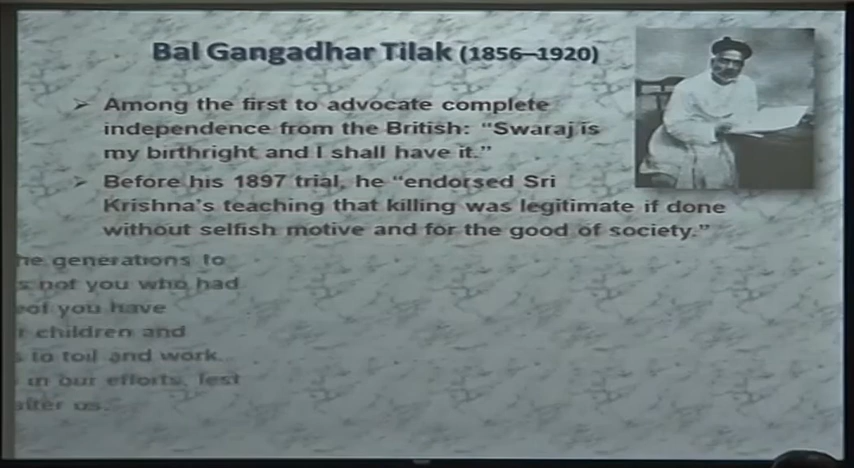 Bal Gangadhar Tilak (1856–1920)
➢ Among the first to advocate complete
independence from the British: “Swaraj is
my birthright and I shall have it.”
➢ Before his 1897 trial, he “endorsed Sri
Krishna’s teaching that killing was legitimate if done
without selfish motive and for the good of society.”
he generations to
s not you who had
of you have
r children and
s to toil and work.
in our efforts, lest
after us.